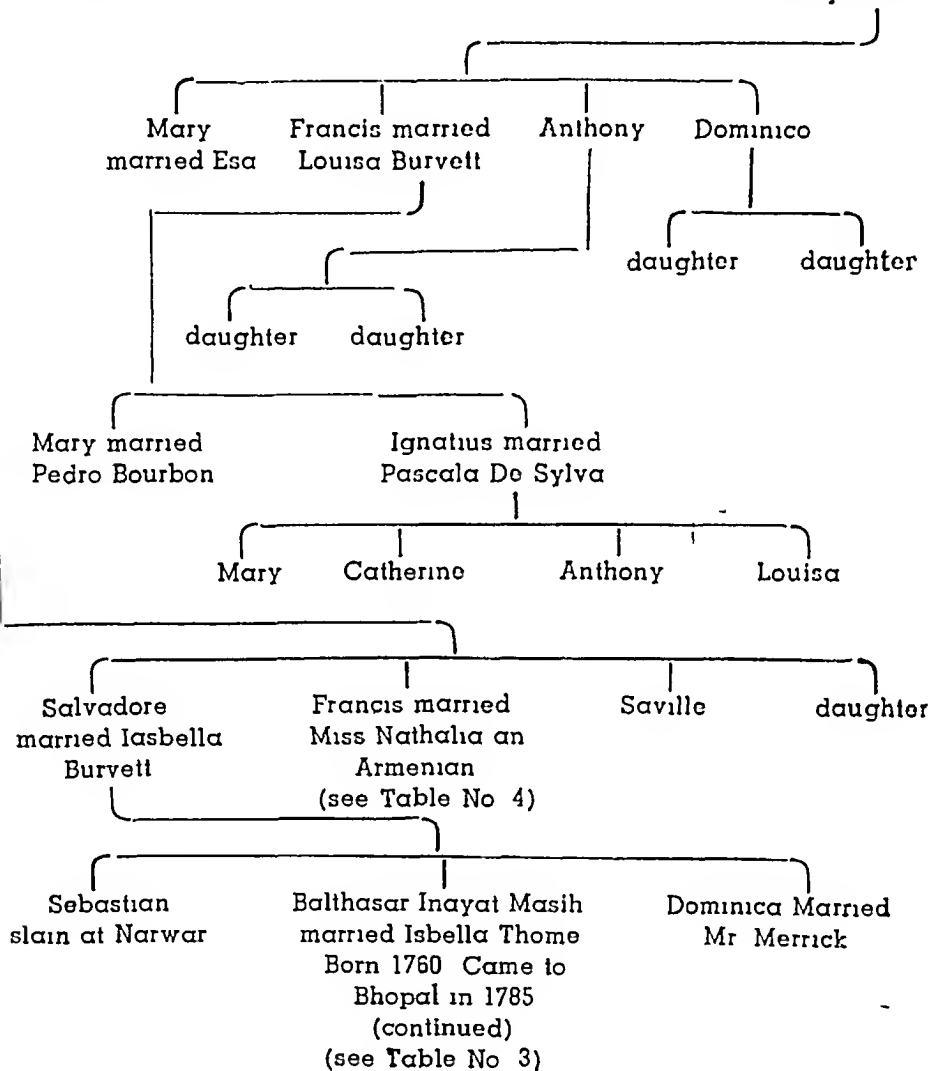 Mary
married Esa
Francis married
Louisa Burvett
Anthony
Dominico
daughter
daughter
daughter
daughter
Mary married
Pedro Bourbon
Ignatius married
Pascala De Sylva
Mary
Catherine
Anthony
Louisa
Salvadore
married Iasbella
Burvett
Francis married
Miss Nathalia an
Armenian
(see Table No 4)
Saville
daughter
Sebastian
slain at Narwar
Balthasar Inayat Masih
married Isbella Thome
Born 1760 Came to
Bhopal in 1785
(continued)
(see Table No 3)
Dominica Married
Mr Merrick